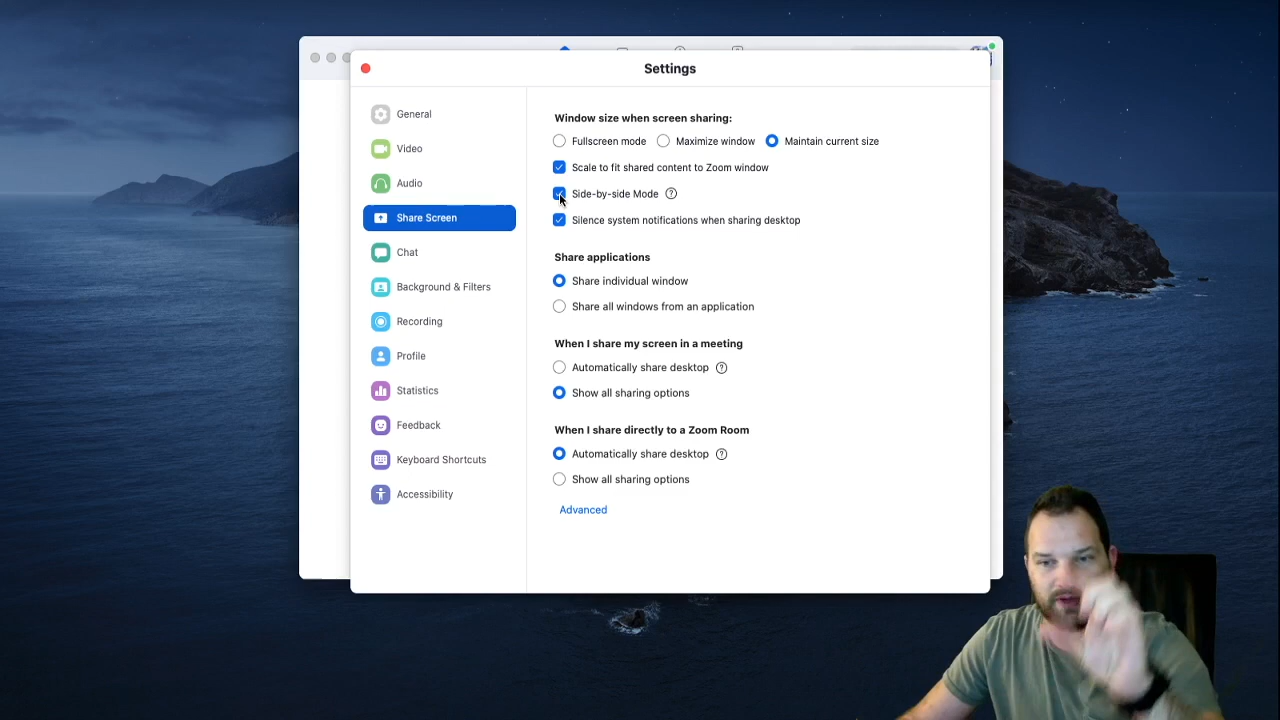 Settings
General
Video
Audio
Share Screen
Chat
Background & Filters
Recording
Profile
Statistics
Feedback
Keyboard Shortcuts
Accessibility
Window size when screen sharing:
Fullscreen mode Maximize window Maintain current size
Scale to fit shared content to Zoom window
Side-by-side Mode ?
Silence system notifications when sharing desktop
Share applications
Share individual window
Share all windows from an application
When I share my screen in a meeting
Automatically share desktop ?
Show all sharing options
When I share directly to a Zoom Room
Automatically share desktop ?
Show all sharing options
Advanced